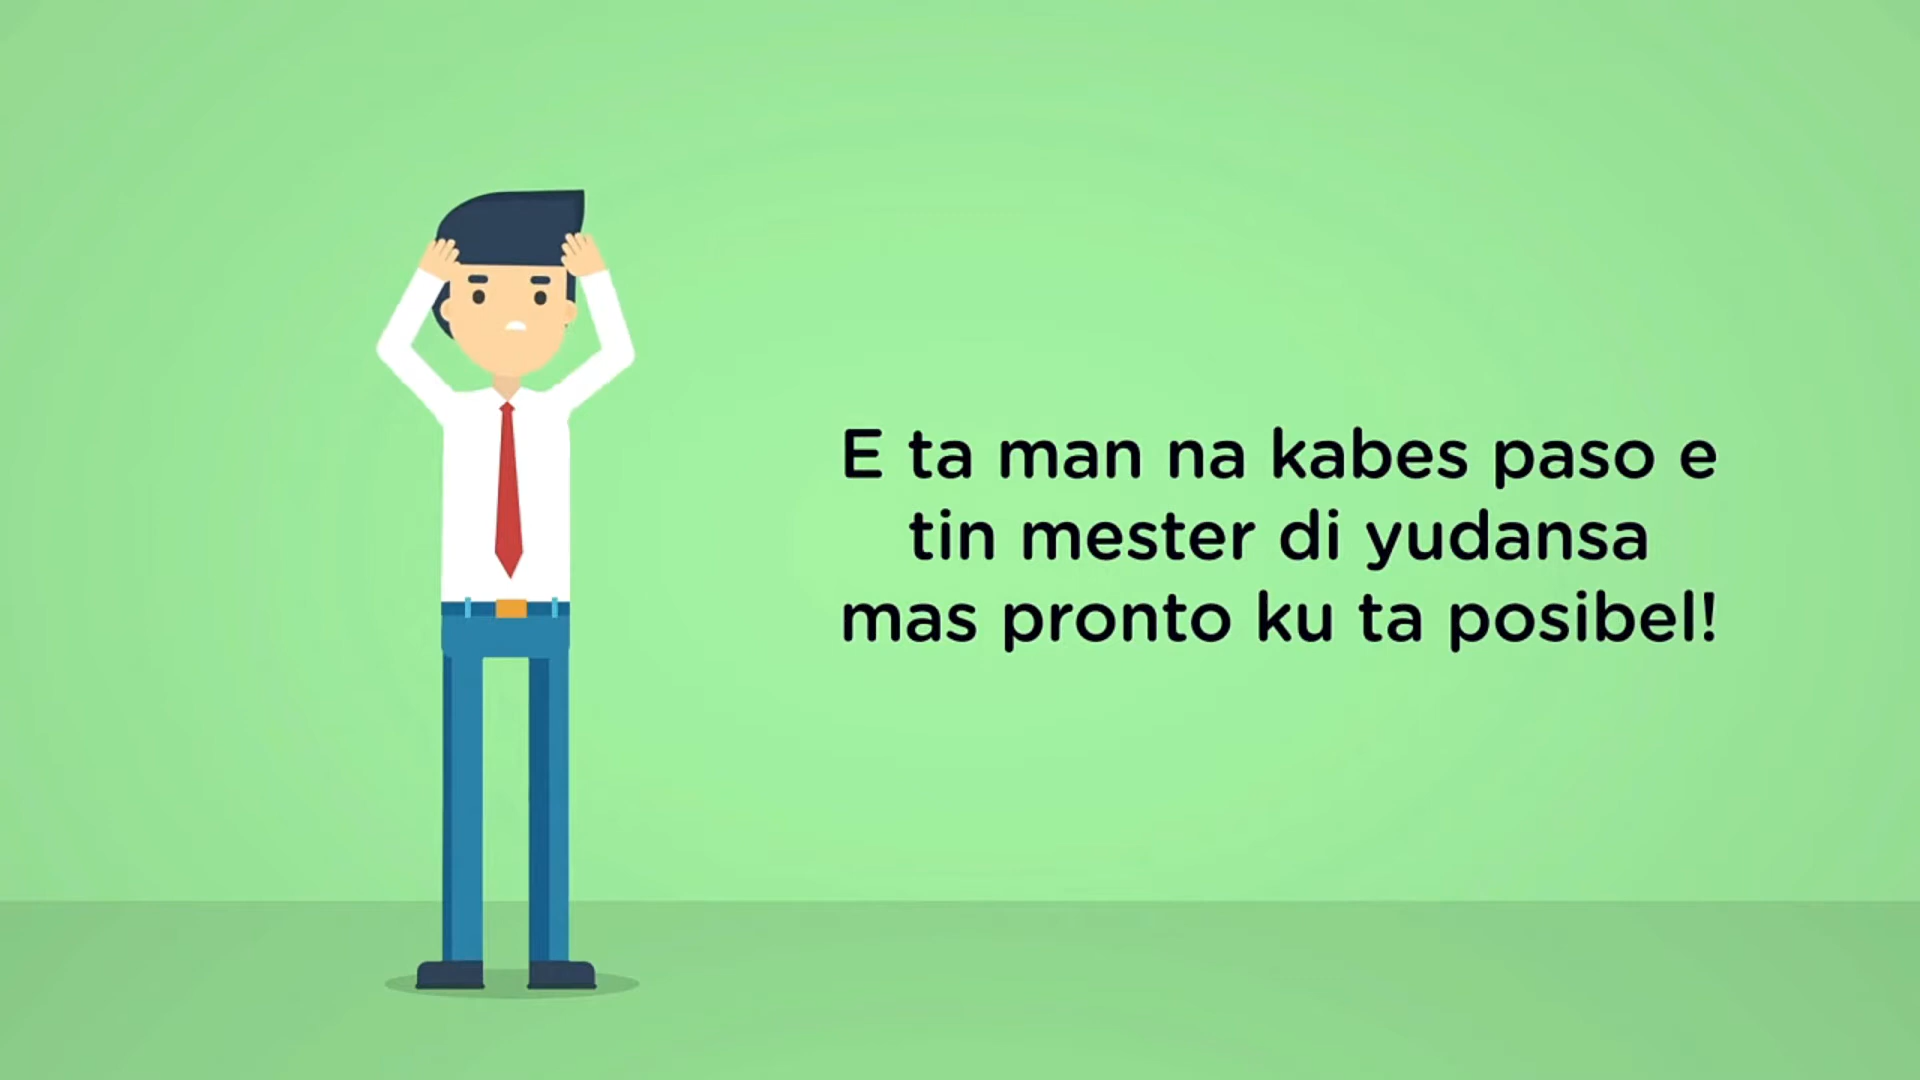 E ta man na kabes paso e
tin mester di yudansa
mas pronto ku ta posibel!